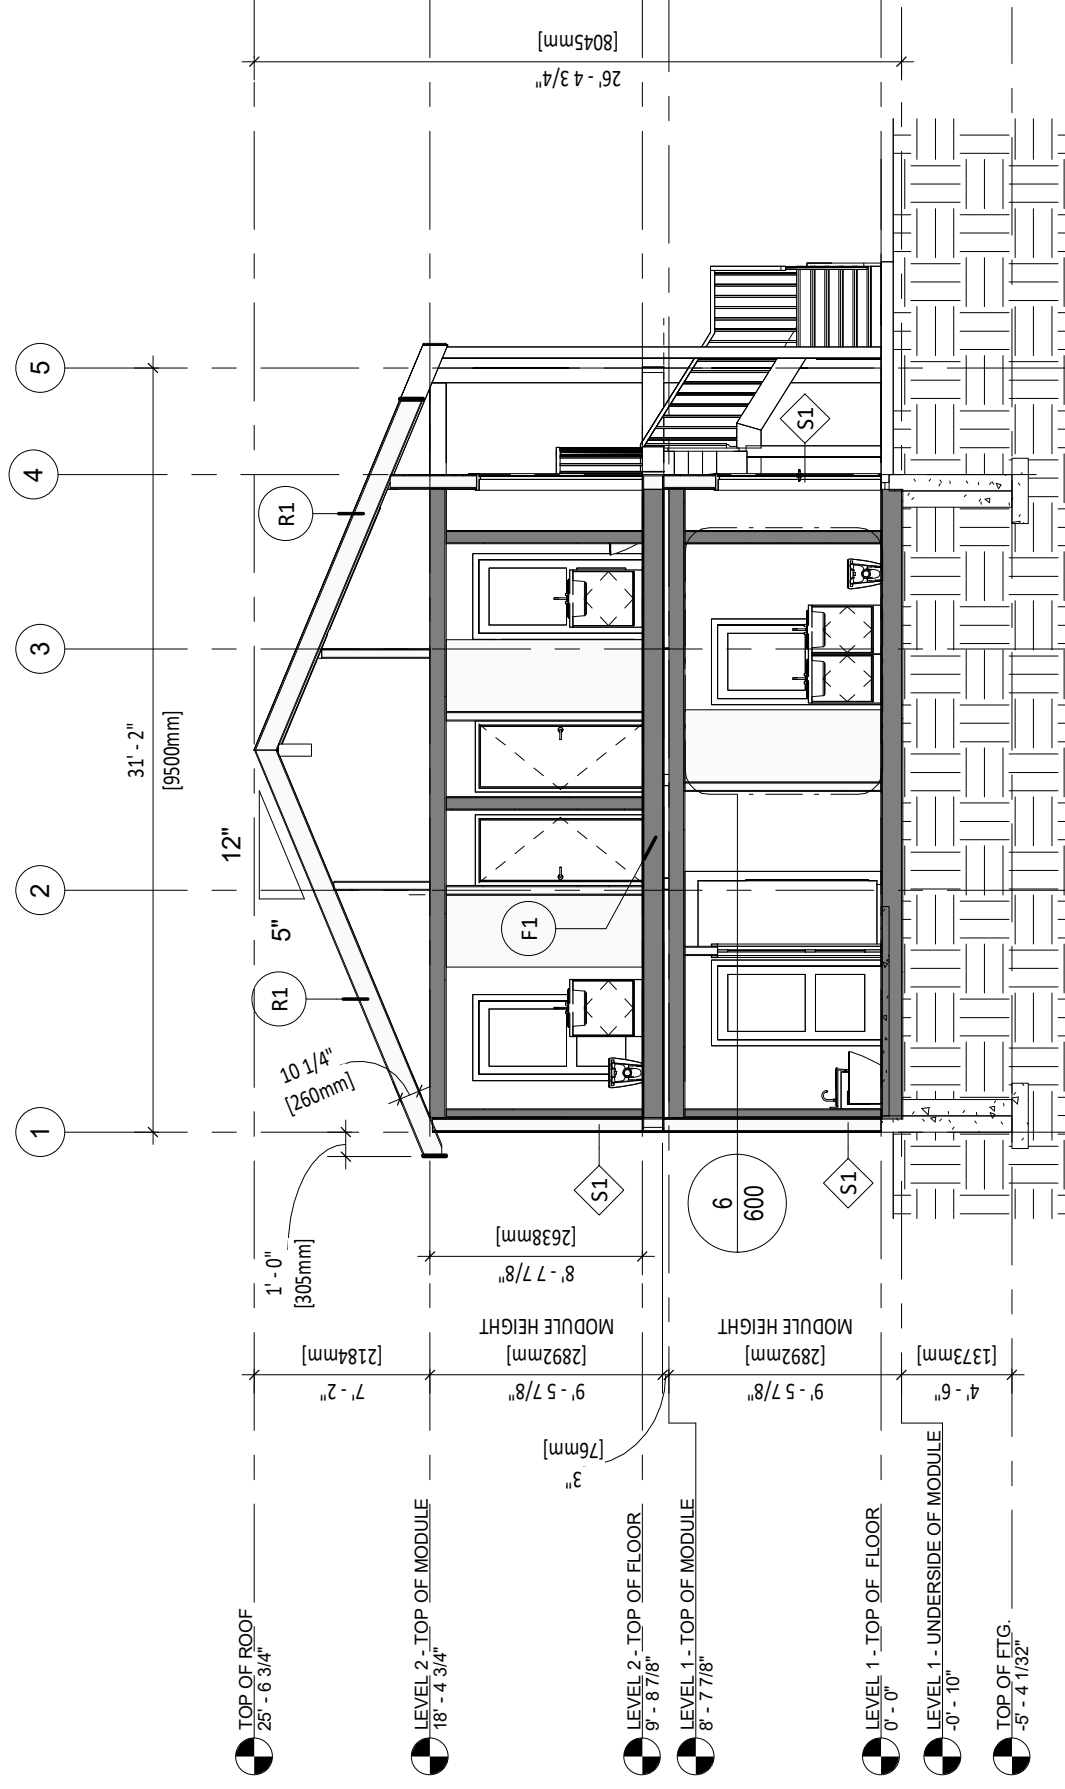 1
2
3
4
5
31' - 2"
[9500mm]
12"
5"
R1
R1
10 1/4"
[260mm]
1' - 0"
[305mm]
26' - 4 3/4"
[8045mm]
F1
S1
S1
S1
6
600
8' - 7 7/8"
[2638mm]
7' - 2"
[2184mm]
9' - 5 7/8"
[2892mm]
MODULE HEIGHT
3"
[76mm]
9' - 5 7/8"
[2892mm]
MODULE HEIGHT
4' - 6"
[1373mm]
TOP OF ROOF
25' - 6 3/4"
LEVEL 2 - TOP OF MODULE
18' - 4 3/4"
LEVEL 2 - TOP OF FLOOR
9' - 8 7/8"
LEVEL 1 - TOP OF MODULE
8' - 7 7/8"
LEVEL 1 - TOP OF FLOOR
0' - 0"
LEVEL 1 - UNDERSIDE OF MODULE
-0' - 10"
TOP OF FTG.
-5' - 4 1/32"